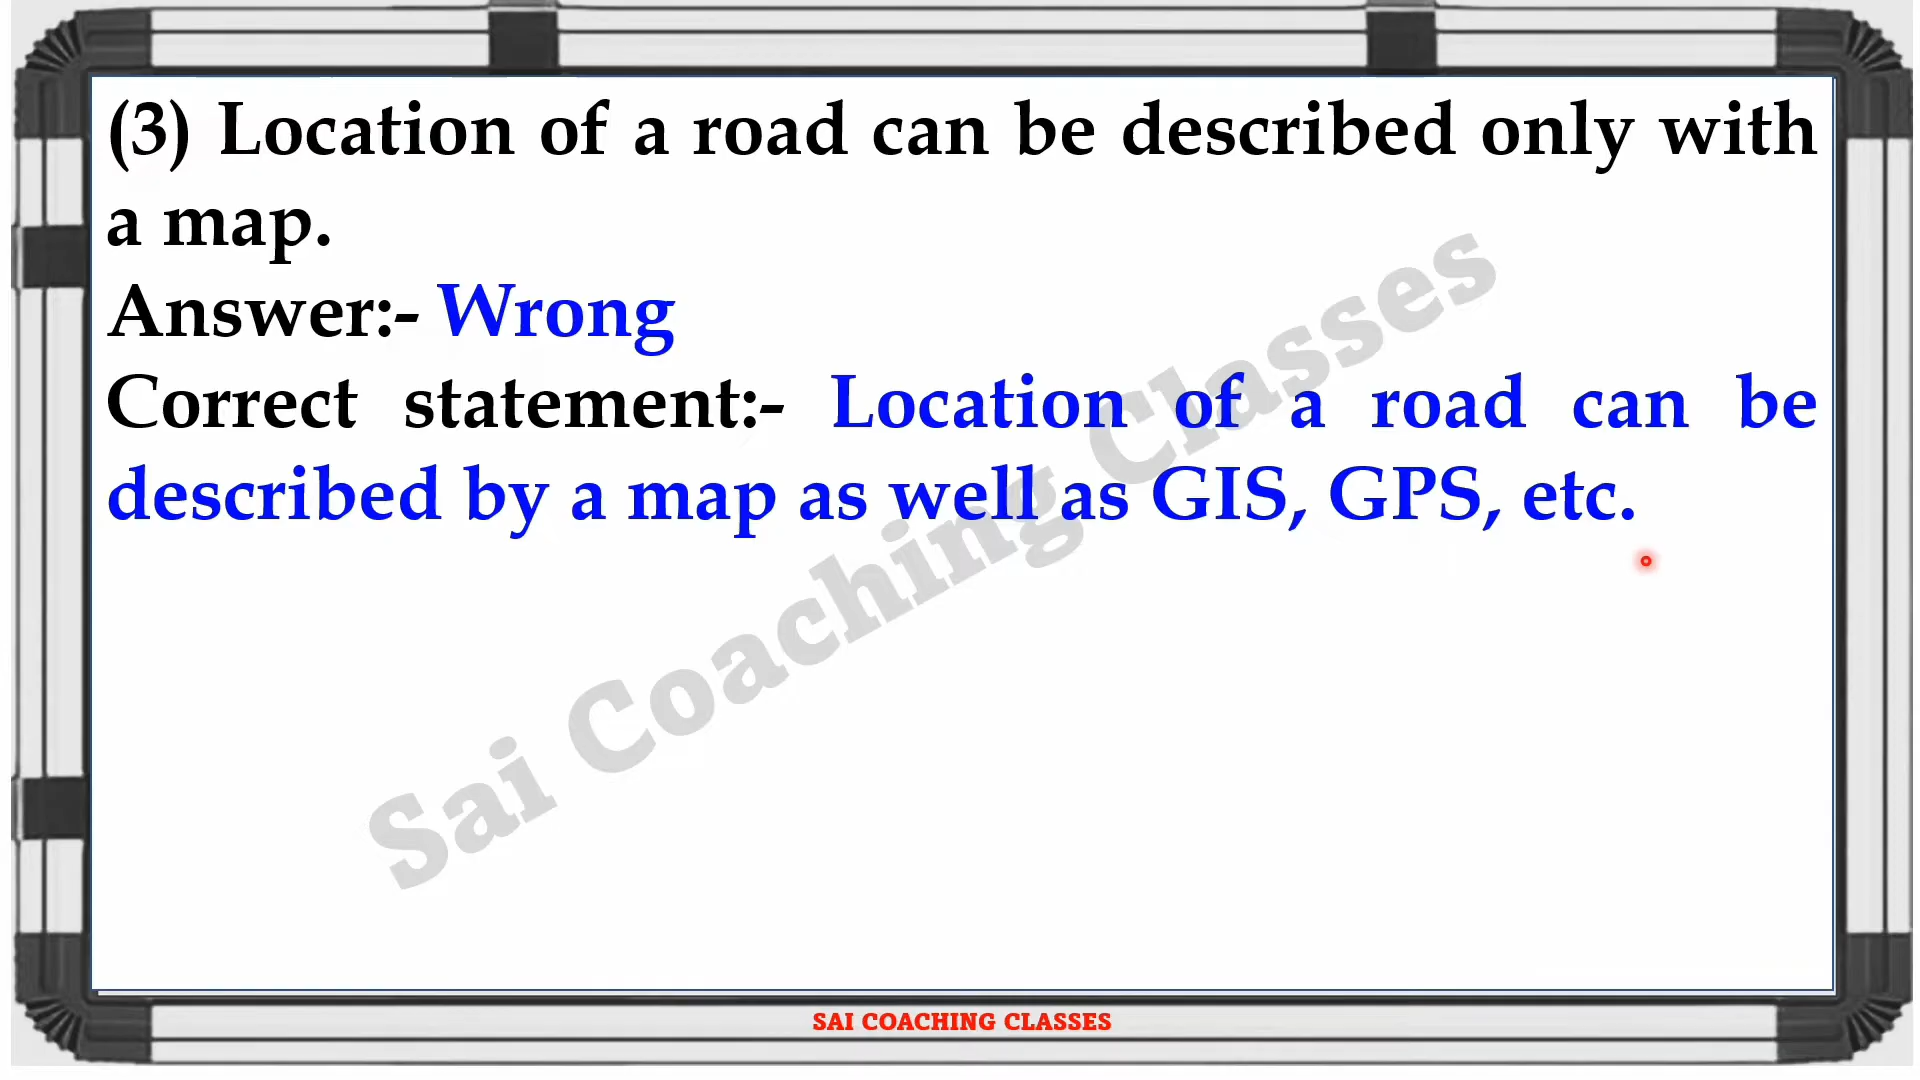 (3) Location of a road can be described only with
a map.
Answer:- Wrong
Correct statement:- Location of a road can be
described by a map as well as GIS, GPS, etc.
Sai Coaching Classes
SAI COACHING CLASSES